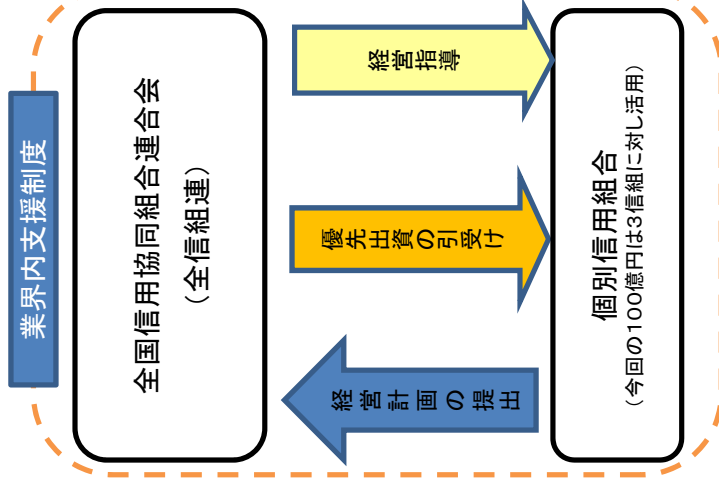 業界内支援制度
全国信用協同組合連合会
（全信組連）
経営指導
優先出資の引受け
経営計画の提出
個別信用組合
（今回の１００億円は３信組に対し活用）